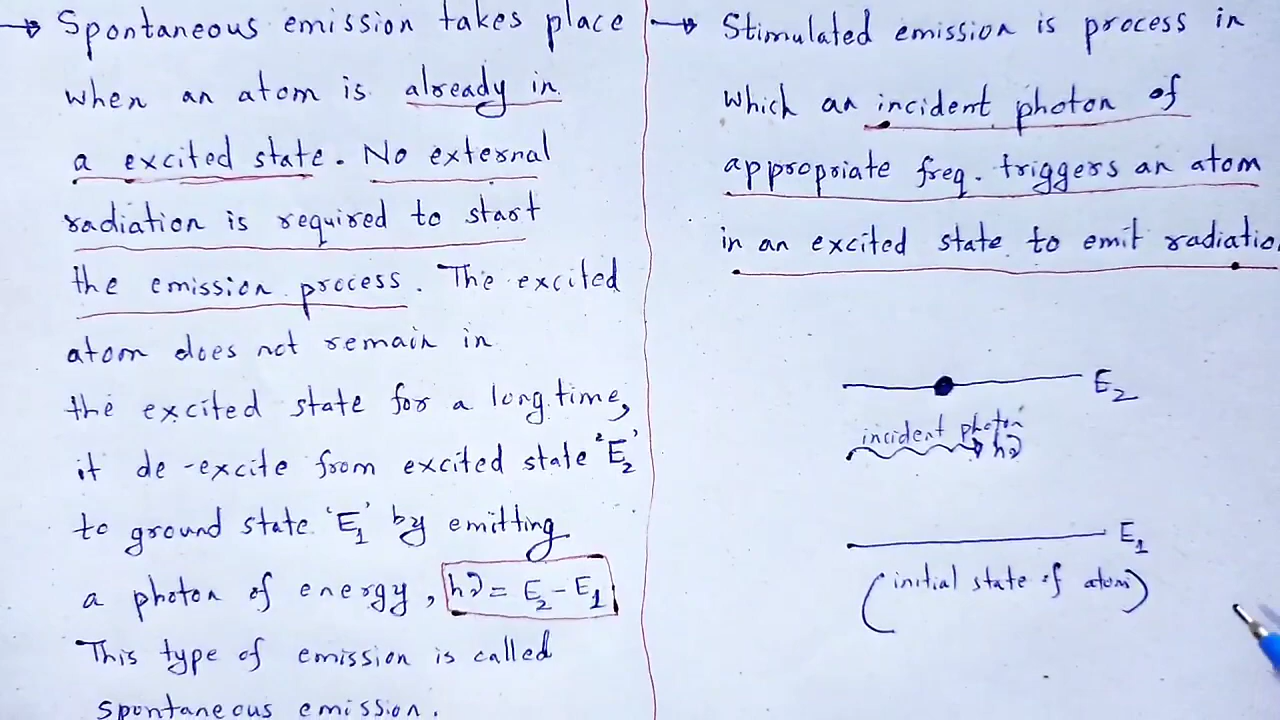 → Spontaneous emission takes place
when an atom is already in
a excited state. No external
radiation is required to start
the emission process. The excited
atom does not remain in
the excited state for a long time,
it de-excite from excited state 'E₂'
to ground state 'E₁' by emitting
a photon of energy, hν = E₂ - E₁
This type of emission is called
spontaneous emission.
→ Stimulated emission is process in
which an incident photon of
appropriate freq. triggers an atom
in an excited state to emit radiatio
E₂
incident photon
hν
E₁
(initial state of atom)